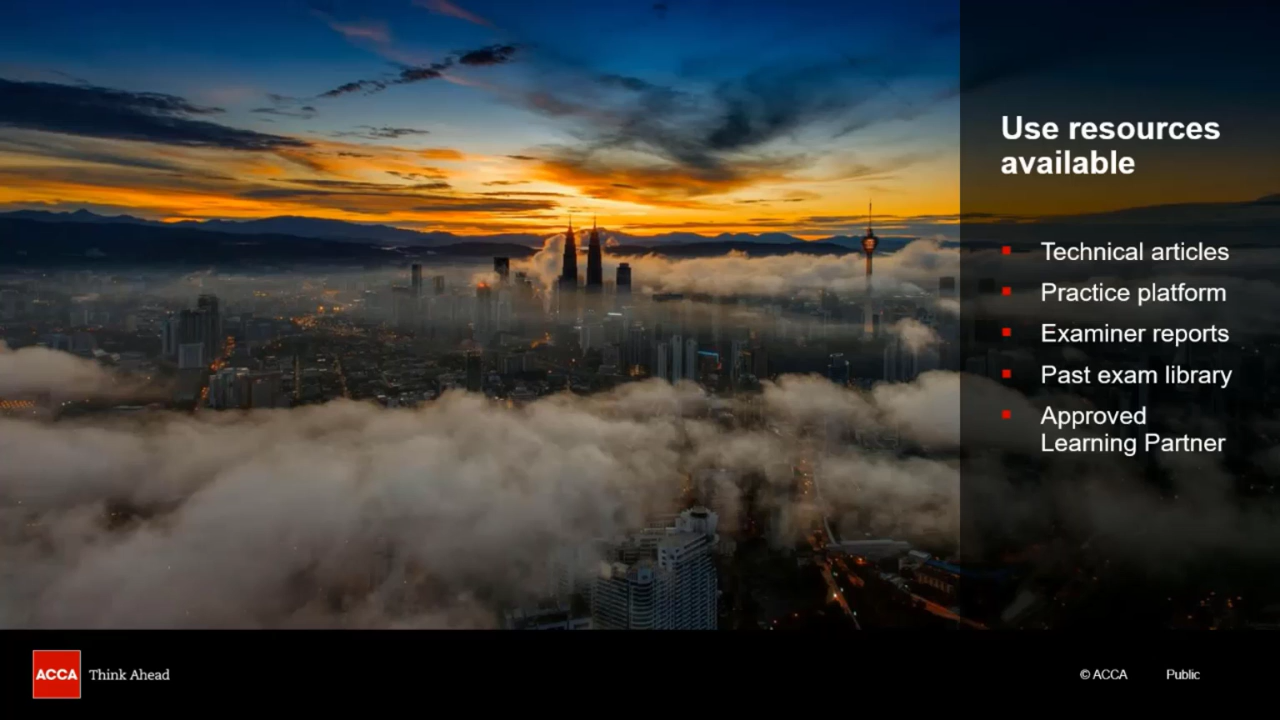 Use resources
available
Technical articles
Practice platform
Examiner reports
Past exam library
Approved
Learning Partner
ACCA Think Ahead
© ACCA Public